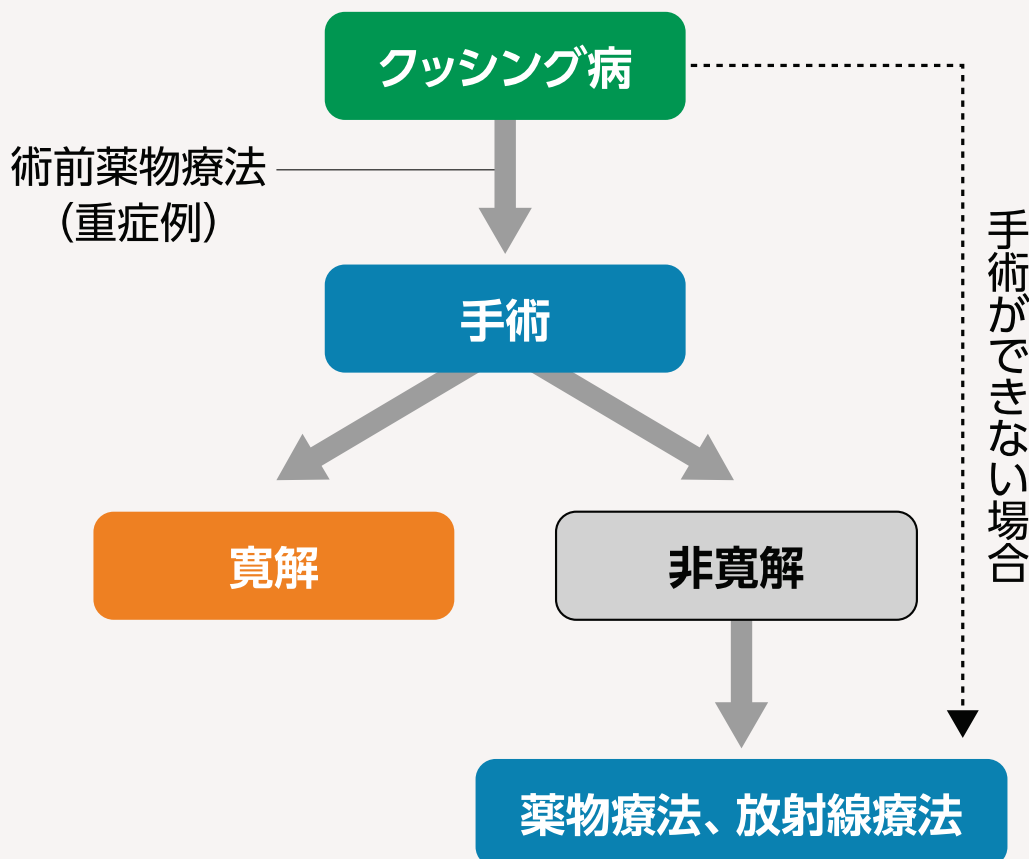 クッシング病
術前薬物療法
（重症例）
手術
手術ができない場合
寛解
非寛解
薬物療法、放射線療法